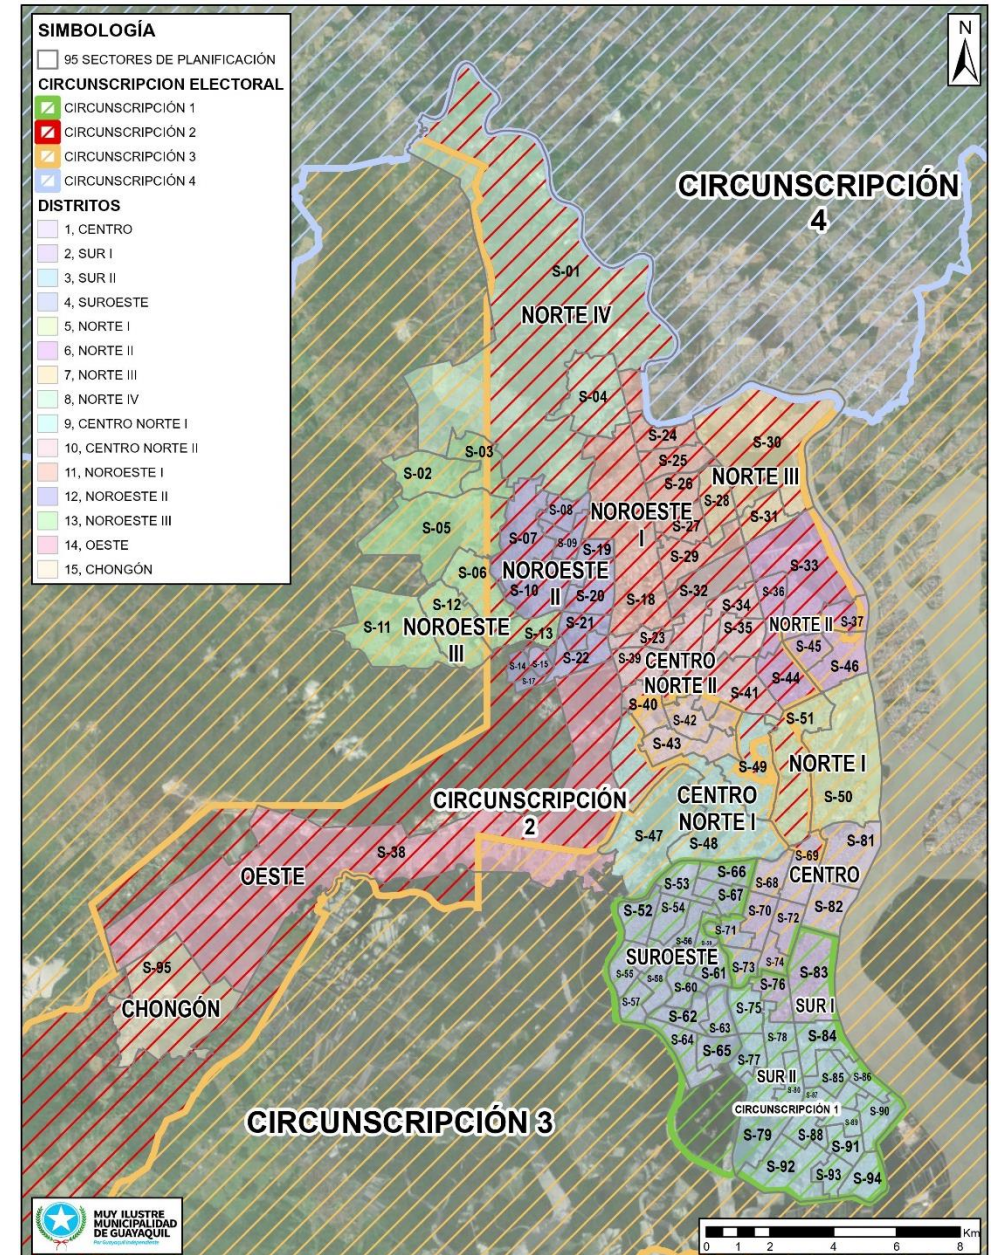 SIMBOLOGÍA
95 SECTORES DE PLANIFICACIÓN
CIRCUNSCRIPCION ELECTORAL
CIRCUNSCRIPCIÓN 1
CIRCUNSCRIPCIÓN 2
CIRCUNSCRIPCIÓN 3
CIRCUNSCRIPCIÓN 4
DISTRITOS
1, CENTRO
2, SUR I
3, SUR II
4, SUROESTE
5, NORTE I
6, NORTE II
7, NORTE III
8, NORTE IV
9, CENTRO NORTE I
10, CENTRO NORTE II
11, NOROESTE I
12, NOROESTE II
13, NOROESTE III
14, OESTE
15, CHONGÓN
N
CIRCUNSCRIPCIÓN
4
S-01
NORTE IV
S-04
S-24
S-30
S-03
S-25
S-02
S-26
NORTE III
S-28
S-08
NOROESTE
I
S-31
S-05
S-27
S-07
S-09
S-19
S-29
S-33
S-06
NOROESTE
II
S-10
S-32
S-36
S-20
S-18
S-34
S-12
S-11
NOROESTE
III
S-13
S-21
S-35
NORTE II
S-37
S-23
S-45
S-22
S-39
CENTRO
NORTE II
S-14
S-15
S-17
S-46
S-44
S-41
S-40
S-42
S-51
S-43
S-49
NORTE I
CIRCUNSCRIPCIÓN
2
CENTRO
NORTE I
S-50
S-47
S-48
S-81
S-38
S-69
OESTE
CENTRO
S-66
S-53
S-68
S-67
S-52
S-54
S-70
S-72
S-82
S-71
S-56
SUROESTE
S-74
S-95
S-55
S-58
S-61
S-73
S-83
S-60
S-76
CHONGÓN
S-57
S-75
SUR I
S-62
S-63
S-64
S-78
S-84
S-65
S-77
SUR II
S-85
S-86
S-80
S-87
CIRCUNSCRIPCIÓN 1
S-90
CIRCUNSCRIPCIÓN 3
S-89
S-79
S-88
S-91
S-92
S-93
S-94
MUY ILUSTRE
MUNICIPALIDAD
DE GUAYAQUIL
Por Guayaquil Independiente
Km
0 1 2 4 6 8